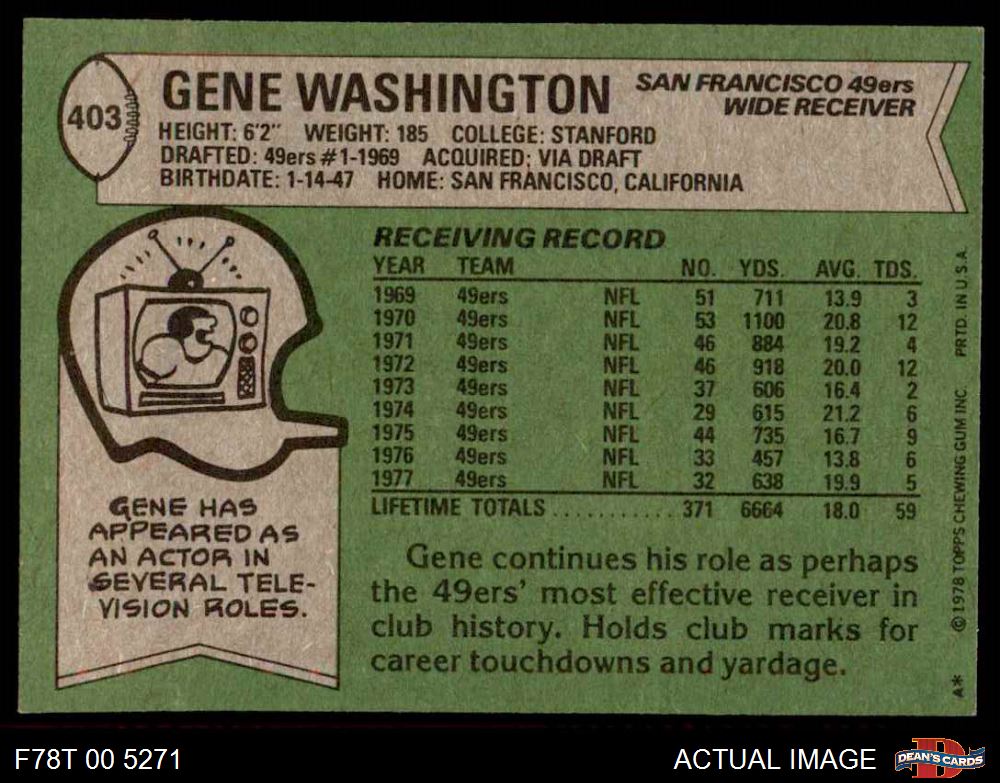 403
GENE WASHINGTON
SAN FRANCISCO 49ers
WIDE RECEIVER
HEIGHT: 6'2" WEIGHT: 185 COLLEGE: STANFORD
DRAFTED: 49ers #1-1969 ACQUIRED: VIA DRAFT
BIRTHDATE: 1-14-47 HOME: SAN FRANCISCO, CALIFORNIA
GENE HAS
APPEARED AS
AN ACTOR IN
SEVERAL TELE-
VISION ROLES.
RECEIVING RECORD
YEAR TEAM NO. YDS. AVG. TDS.
1969 49ers NFL 51 711 13.9 3
1970 49ers NFL 53 1100 20.8 12
1971 49ers NFL 46 884 19.2 4
1972 49ers NFL 46 918 20.0 12
1973 49ers NFL 37 606 16.4 2
1974 49ers NFL 29 615 21.2 6
1975 49ers NFL 44 735 16.7 9
1976 49ers NFL 33 457 13.8 6
1977 49ers NFL 32 638 19.9 5
LIFETIME TOTALS ........... 371 6664 18.0 59
Gene continues his role as perhaps
the 49ers' most effective receiver in
club history. Holds club marks for
career touchdowns and yardage.
A* ©1978 TOPPS CHEWING GUM INC. PRTD. IN U.S.A.
F78T 00 5271
ACTUAL IMAGE
DEAN'S CARDS